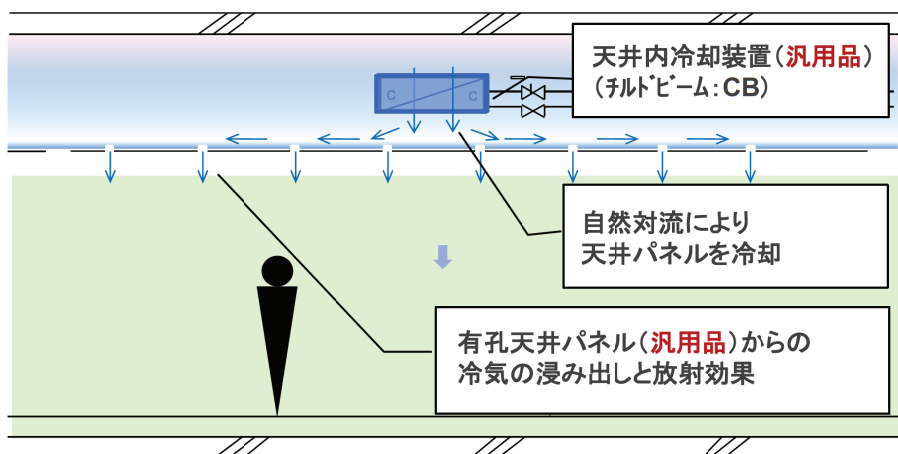 天井内冷却装置（汎用品）
（ﾁﾙﾄﾞﾋﾞｰﾑ：CB）
C C
自然対流により
天井パネルを冷却
有孔天井パネル（汎用品）からの
冷気の浸み出しと放射効果